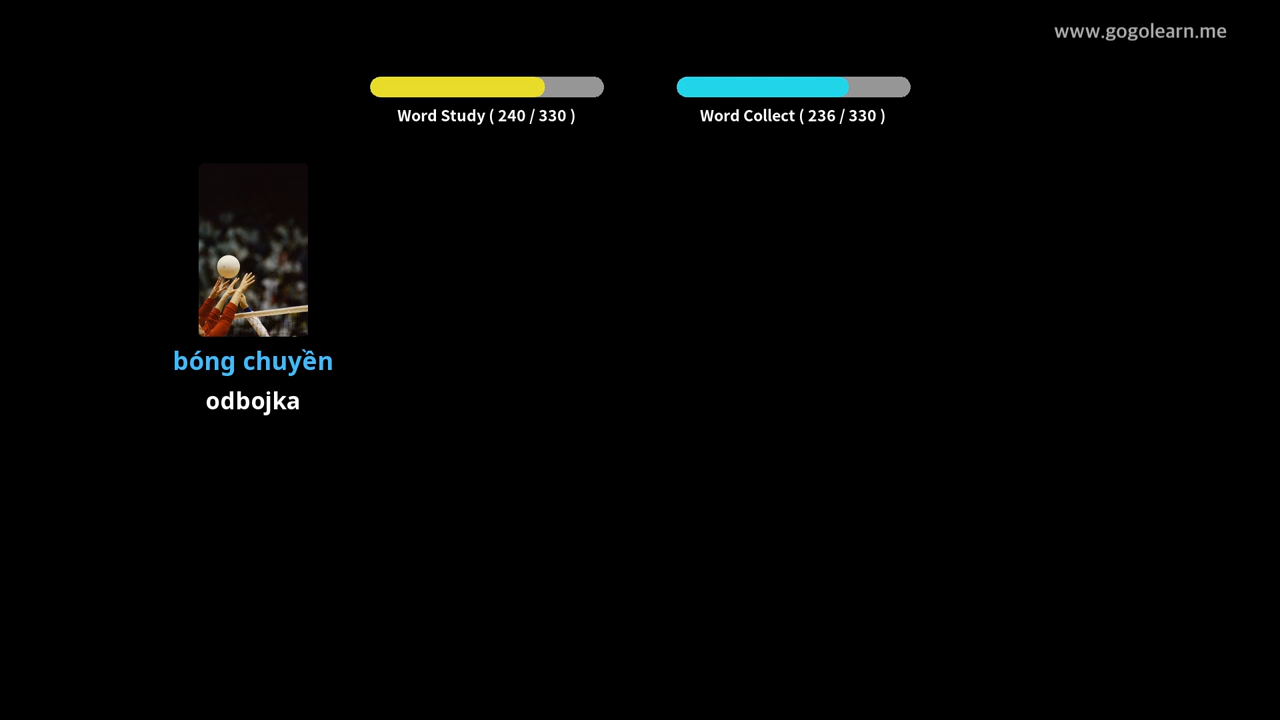 www.gogolearn.me
Word Study ( 240 / 330 )
Word Collect ( 236 / 330 )
bóng chuyền
odbojka